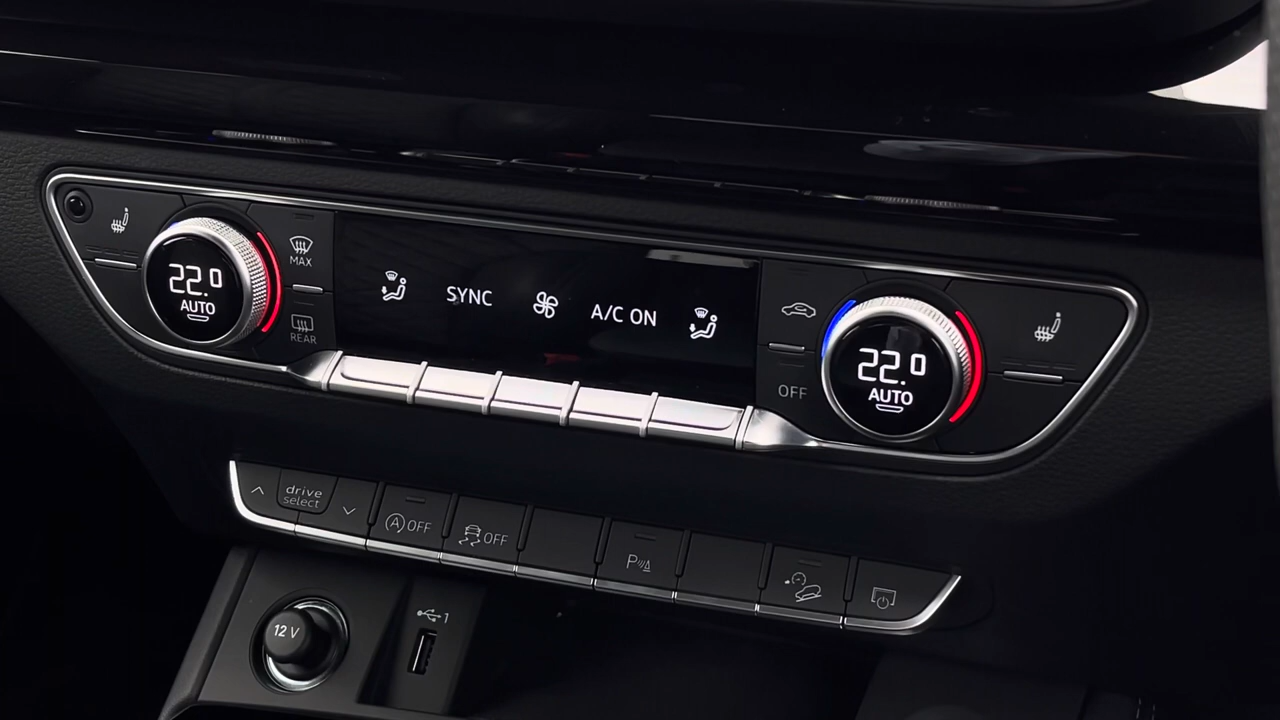 22.0
AUTO
MAX
REAR
SYNC
A/C ON
OFF
22.0
AUTO
drive
select
A OFF
OFF
P
12 V
1